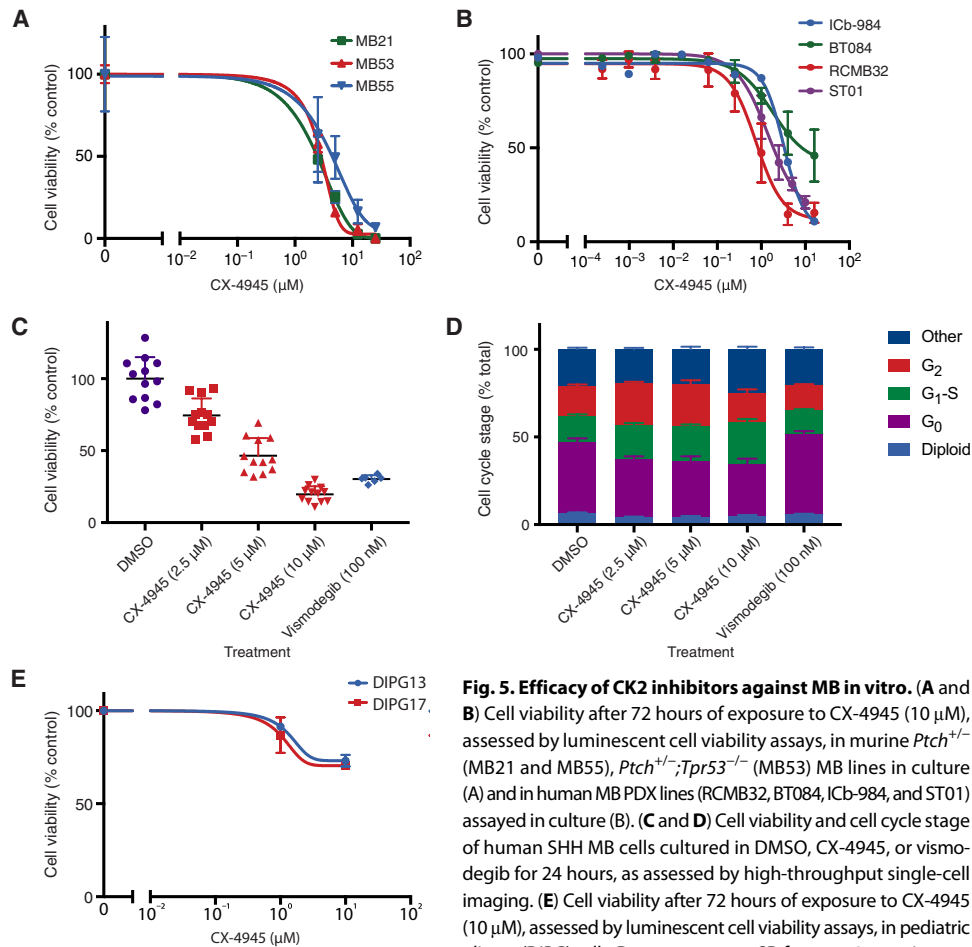 A
Cell viability (% control)
100
50
0
0 10−2 10−1 100 101 102
CX-4945 (µM)
MB21
MB53
MB55
B
Cell viability (% control)
100
50
0
0 10−4 10−3 10−2 10−1 100 101 102
CX-4945 (µM)
ICb-984
BT084
RCMB32
ST01
C
Cell viability (% control)
100
50
0
DMSO
CX-4945 (2.5 µM)
CX-4945 (5 µM)
CX-4945 (10 µM)
Vismodegib (100 nM)
Treatment
D
Cell cycle stage (% total)
100
50
0
DMSO
CX-4945 (2.5 µM)
CX-4945 (5 µM)
CX-4945 (10 µM)
Vismodegib (100 nM)
Treatment
Other
G2
G1-S
G0
Diploid
E
Cell viability (% control)
100
50
0
0 10−2 10−1 100 101 102
CX-4945 (µM)
DIPG13
DIPG17
Fig. 5. Efficacy of CK2 inhibitors against MB in vitro. (A and
B) Cell viability after 72 hours of exposure to CX-4945 (10 µM),
assessed by luminescent cell viability assays, in murine Ptch+/−
(MB21 and MB55), Ptch+/−;Tpr53−/− (MB53) MB lines in culture
(A) and in human MB PDX lines (RCMB32, BT084, ICb-984, and ST01)
assayed in culture (B). (C and D) Cell viability and cell cycle stage
of human SHH MB cells cultured in DMSO, CX-4945, or vismo-
degib for 24 hours, as assessed by high-throughput single-cell
imaging. (E) Cell viability after 72 hours of exposure to CX-4945
(10 µM), assessed by luminescent cell viability assays, in pediatric